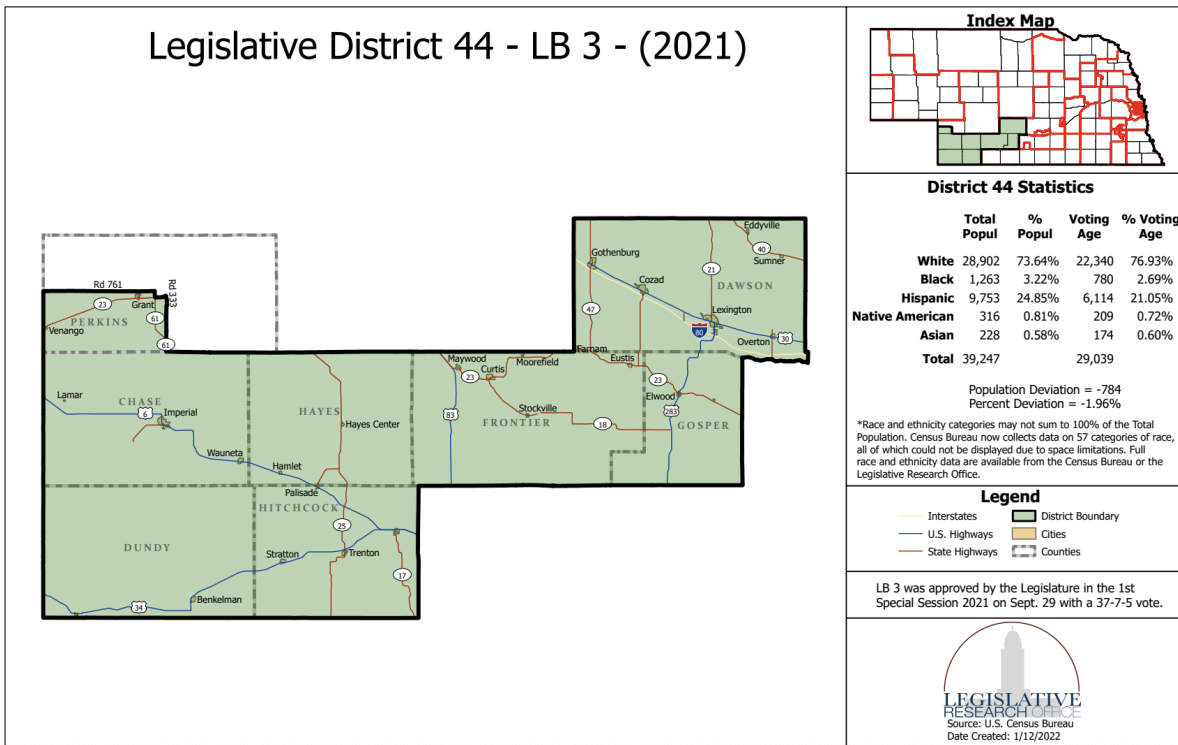 Legislative District 44 - LB 3 - (2021)
Rd 761
Rd 333
Grant
23
61
PERKINS
Venango
61
Lamar
CHASE
6
Imperial
Wauneta
HAYES
Hayes Center
Hamlet
Palisade
HITCHCOCK
25
DUNDY
Stratton
Trenton
17
34
Benkelman
Maywood
23
Curtis
Moorefield
83
Stockville
FRONTIER
18
Farnam
Eustis
23
Elwood
283
GOSPER
Eddyville
40
Sumner
Gothenburg
Cozad
21
DAWSON
47
Lexington
80
Overton
30
Index Map
District 44 Statistics
Total Popul % Popul Voting Age % Voting Age
White 28,902 73.64% 22,340 76.93%
Black 1,263 3.22% 780 2.69%
Hispanic 9,753 24.85% 6,114 21.05%
Native American 316 0.81% 209 0.72%
Asian 228 0.58% 174 0.60%
Total 39,247 29,039
Population Deviation = -784
Percent Deviation = -1.96%
*Race and ethnicity categories may not sum to 100% of the Total
Population. Census Bureau now collects data on 57 categories of race,
all of which could not be displayed due to space limitations. Full
race and ethnicity data are available from the Census Bureau or the
Legislative Research Office.
Legend
Interstates District Boundary
U.S. Highways Cities
State Highways Counties
LB 3 was approved by the Legislature in the 1st
Special Session 2021 on Sept. 29 with a 37-7-5 vote.
LEGISLATIVE
RESEARCH OFFICE
Source: U.S. Census Bureau
Date Created: 1/12/2022